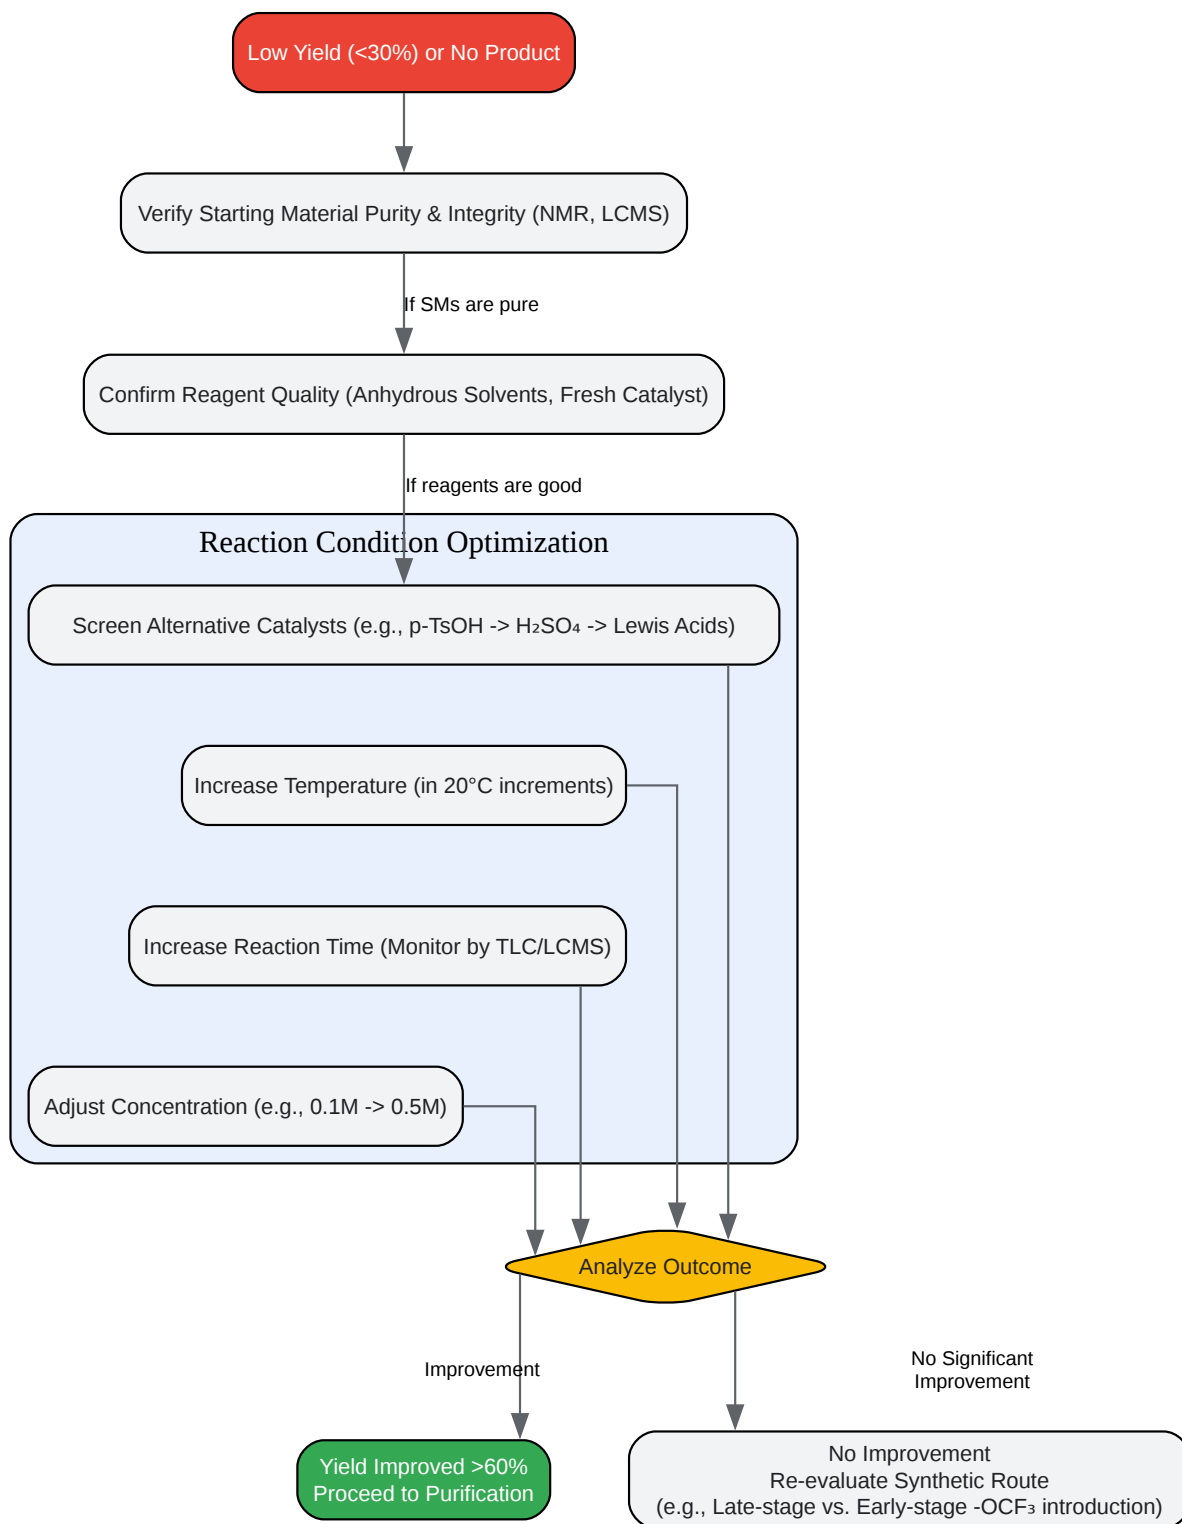 Low Yield (<30%) or No Product
Verify Starting Material Purity & Integrity (NMR, LCMS)
If SMs are pure
Confirm Reagent Quality (Anhydrous Solvents, Fresh Catalyst)
If reagents are good
Reaction Condition Optimization
Screen Alternative Catalysts (e.g., p-TsOH -> H₂SO₄ -> Lewis Acids)
Increase Temperature (in 20°C increments)
Increase Reaction Time (Monitor by TLC/LCMS)
Adjust Concentration (e.g., 0.1M -> 0.5M)
Analyze Outcome
Improvement
No Significant
Improvement
Yield Improved >60%
Proceed to Purification
No Improvement
Re-evaluate Synthetic Route
(e.g., Late-stage vs. Early-stage -OCF₃ introduction)